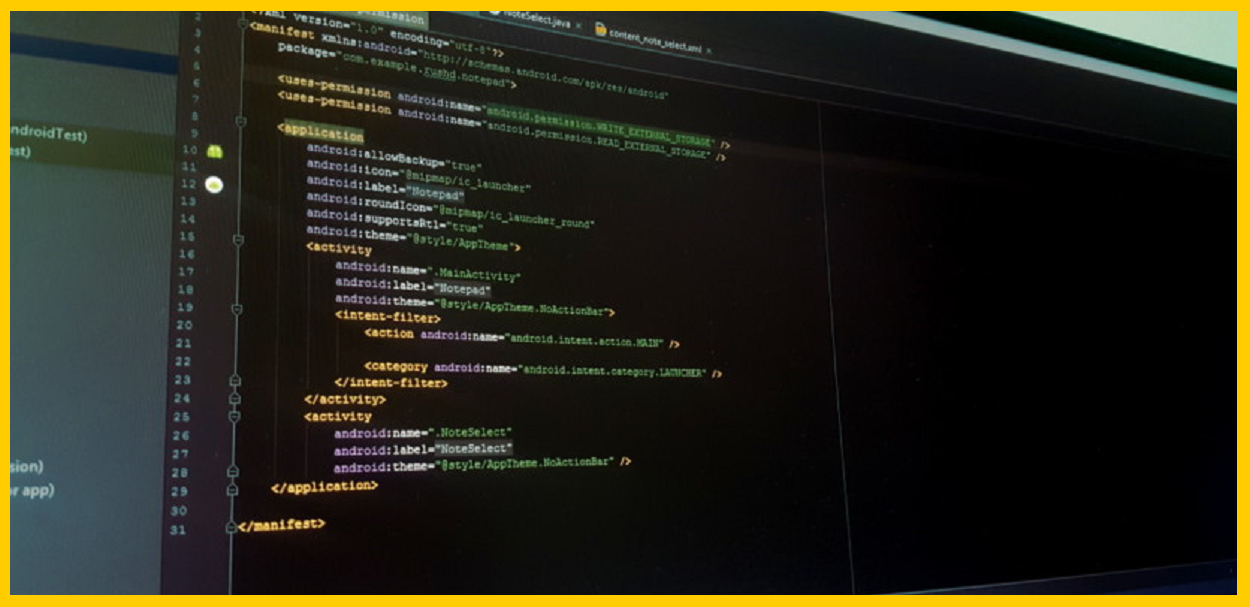 permission
NoteSelect.java ×
content_note_select.xml ×
<?xml version="1.0" encoding="utf-8"?>
<manifest xmlns:android="http://schemas.android.com/apk/res/android"
package="com.example.xushd.notepad">
<uses-permission android:name="android.permission.WRITE_EXTERNAL_STORAGE" />
<uses-permission android:name="android.permission.READ_EXTERNAL_STORAGE" />
<application
android:allowBackup="true"
android:icon="@mipmap/ic_launcher"
android:label="Notepad"
android:roundIcon="@mipmap/ic_launcher_round"
android:supportsRtl="true"
android:theme="@style/AppTheme">
<activity
android:name=".MainActivity"
android:label="Notepad"
android:theme="@style/AppTheme.NoActionBar">
<intent-filter>
<action android:name="android.intent.action.MAIN" />
<category android:name="android.intent.category.LAUNCHER" />
</intent-filter>
</activity>
<activity
android:name=".NoteSelect"
android:label="NoteSelect"
android:theme="@style/AppTheme.NoActionBar" />
</application>
</manifest>
2
3
4
5
6
7
8
9
10
11
12
13
14
15
16
17
18
19
20
21
22
23
24
25
26
27
28
29
30
31
ndroidTest)
est)
sion)
or app)